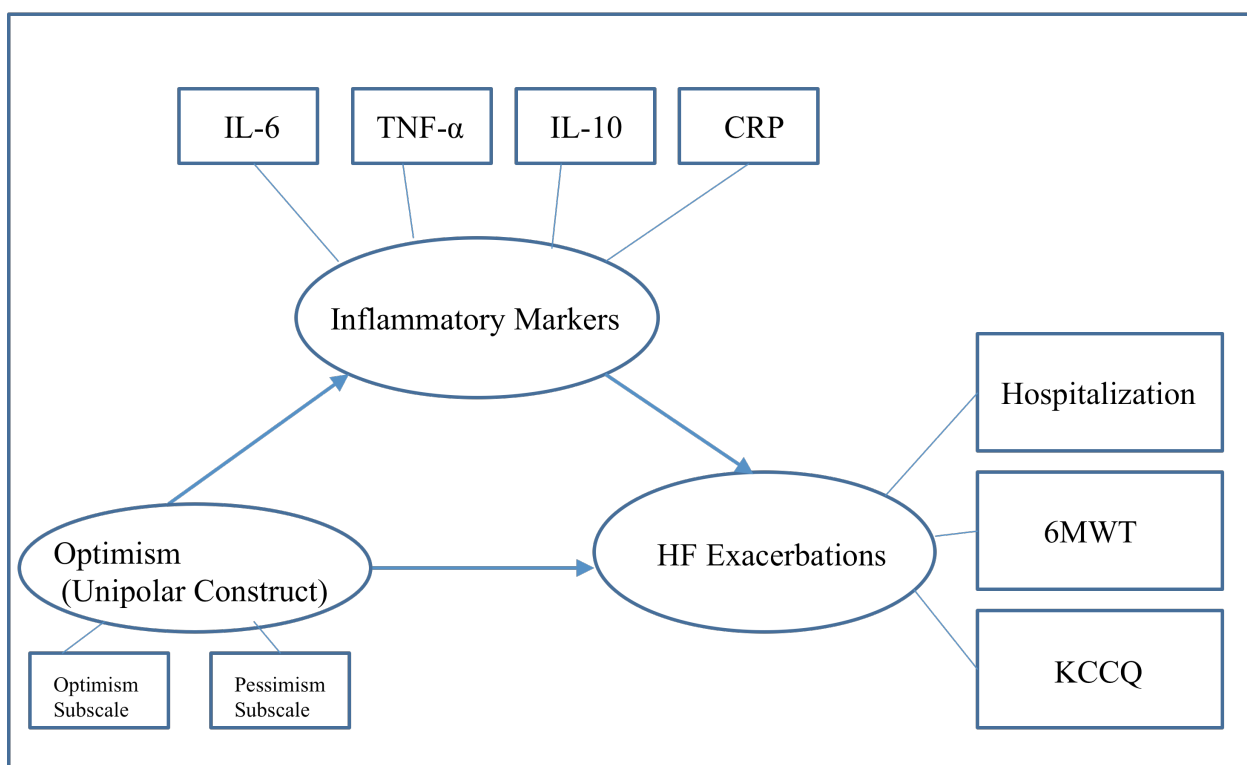 IL-6
TNF-α
IL-10
CRP
Inflammatory Markers
Hospitalization
6MWT
HF Exacerbations
KCCQ
Optimism
(Unipolar Construct)
Optimism
Subscale
Pessimism
Subscale